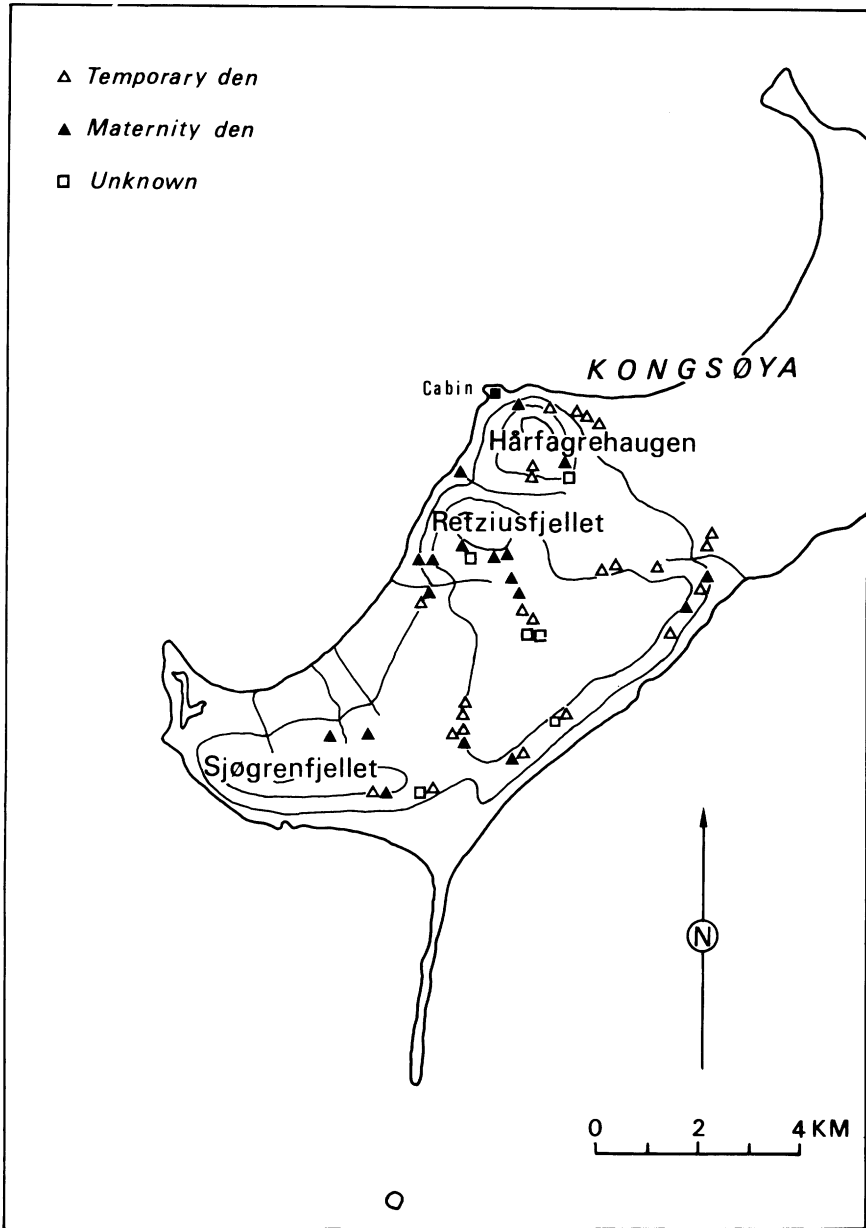 Temporary den
Maternity den
Unknown
KONGSØYA
Cabin
Hårfagrehaugen
Retziusfjellet
Sjøgrenfjellet
N
0 2 4 KM